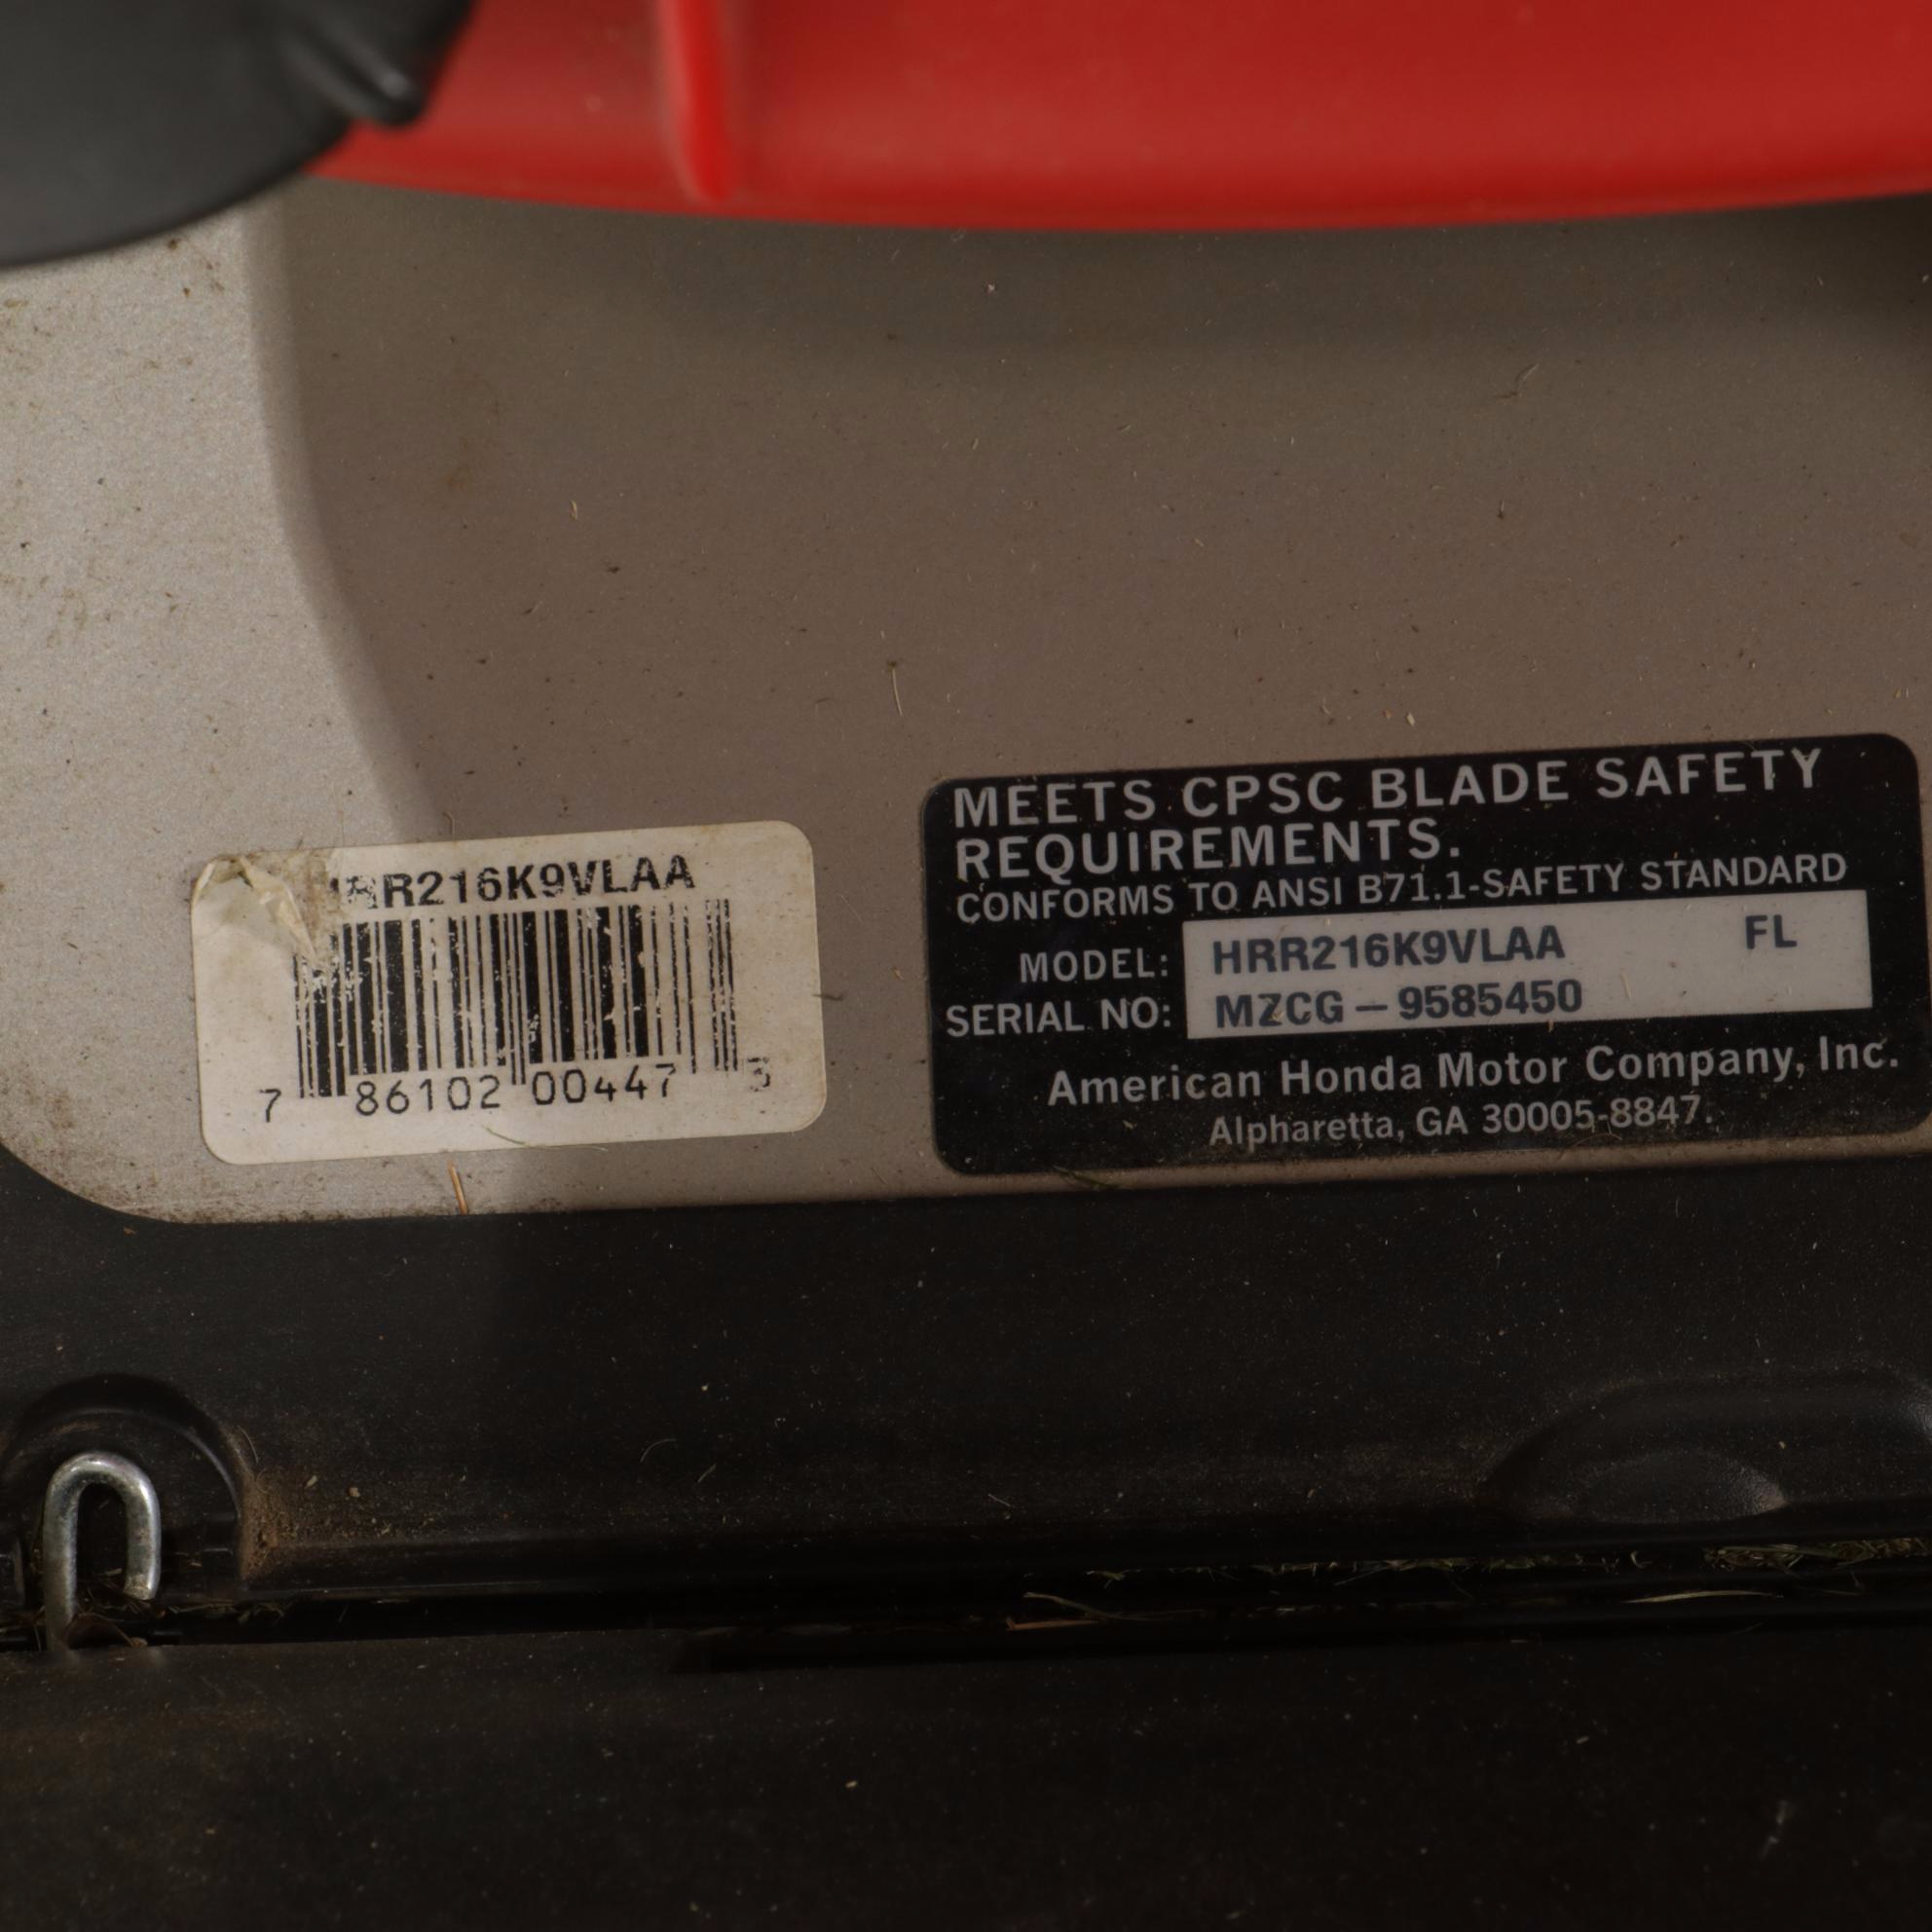 HRR216K9VLAA
7 86102 00447 3
MEETS CPSC BLADE SAFETY
REQUIREMENTS.
CONFORMS TO ANSI B71.1-SAFETY STANDARD
MODEL: HRR216K9VLAA FL
SERIAL NO: MZCG – 9585450
American Honda Motor Company, Inc.
Alpharetta, GA 30005-8847.